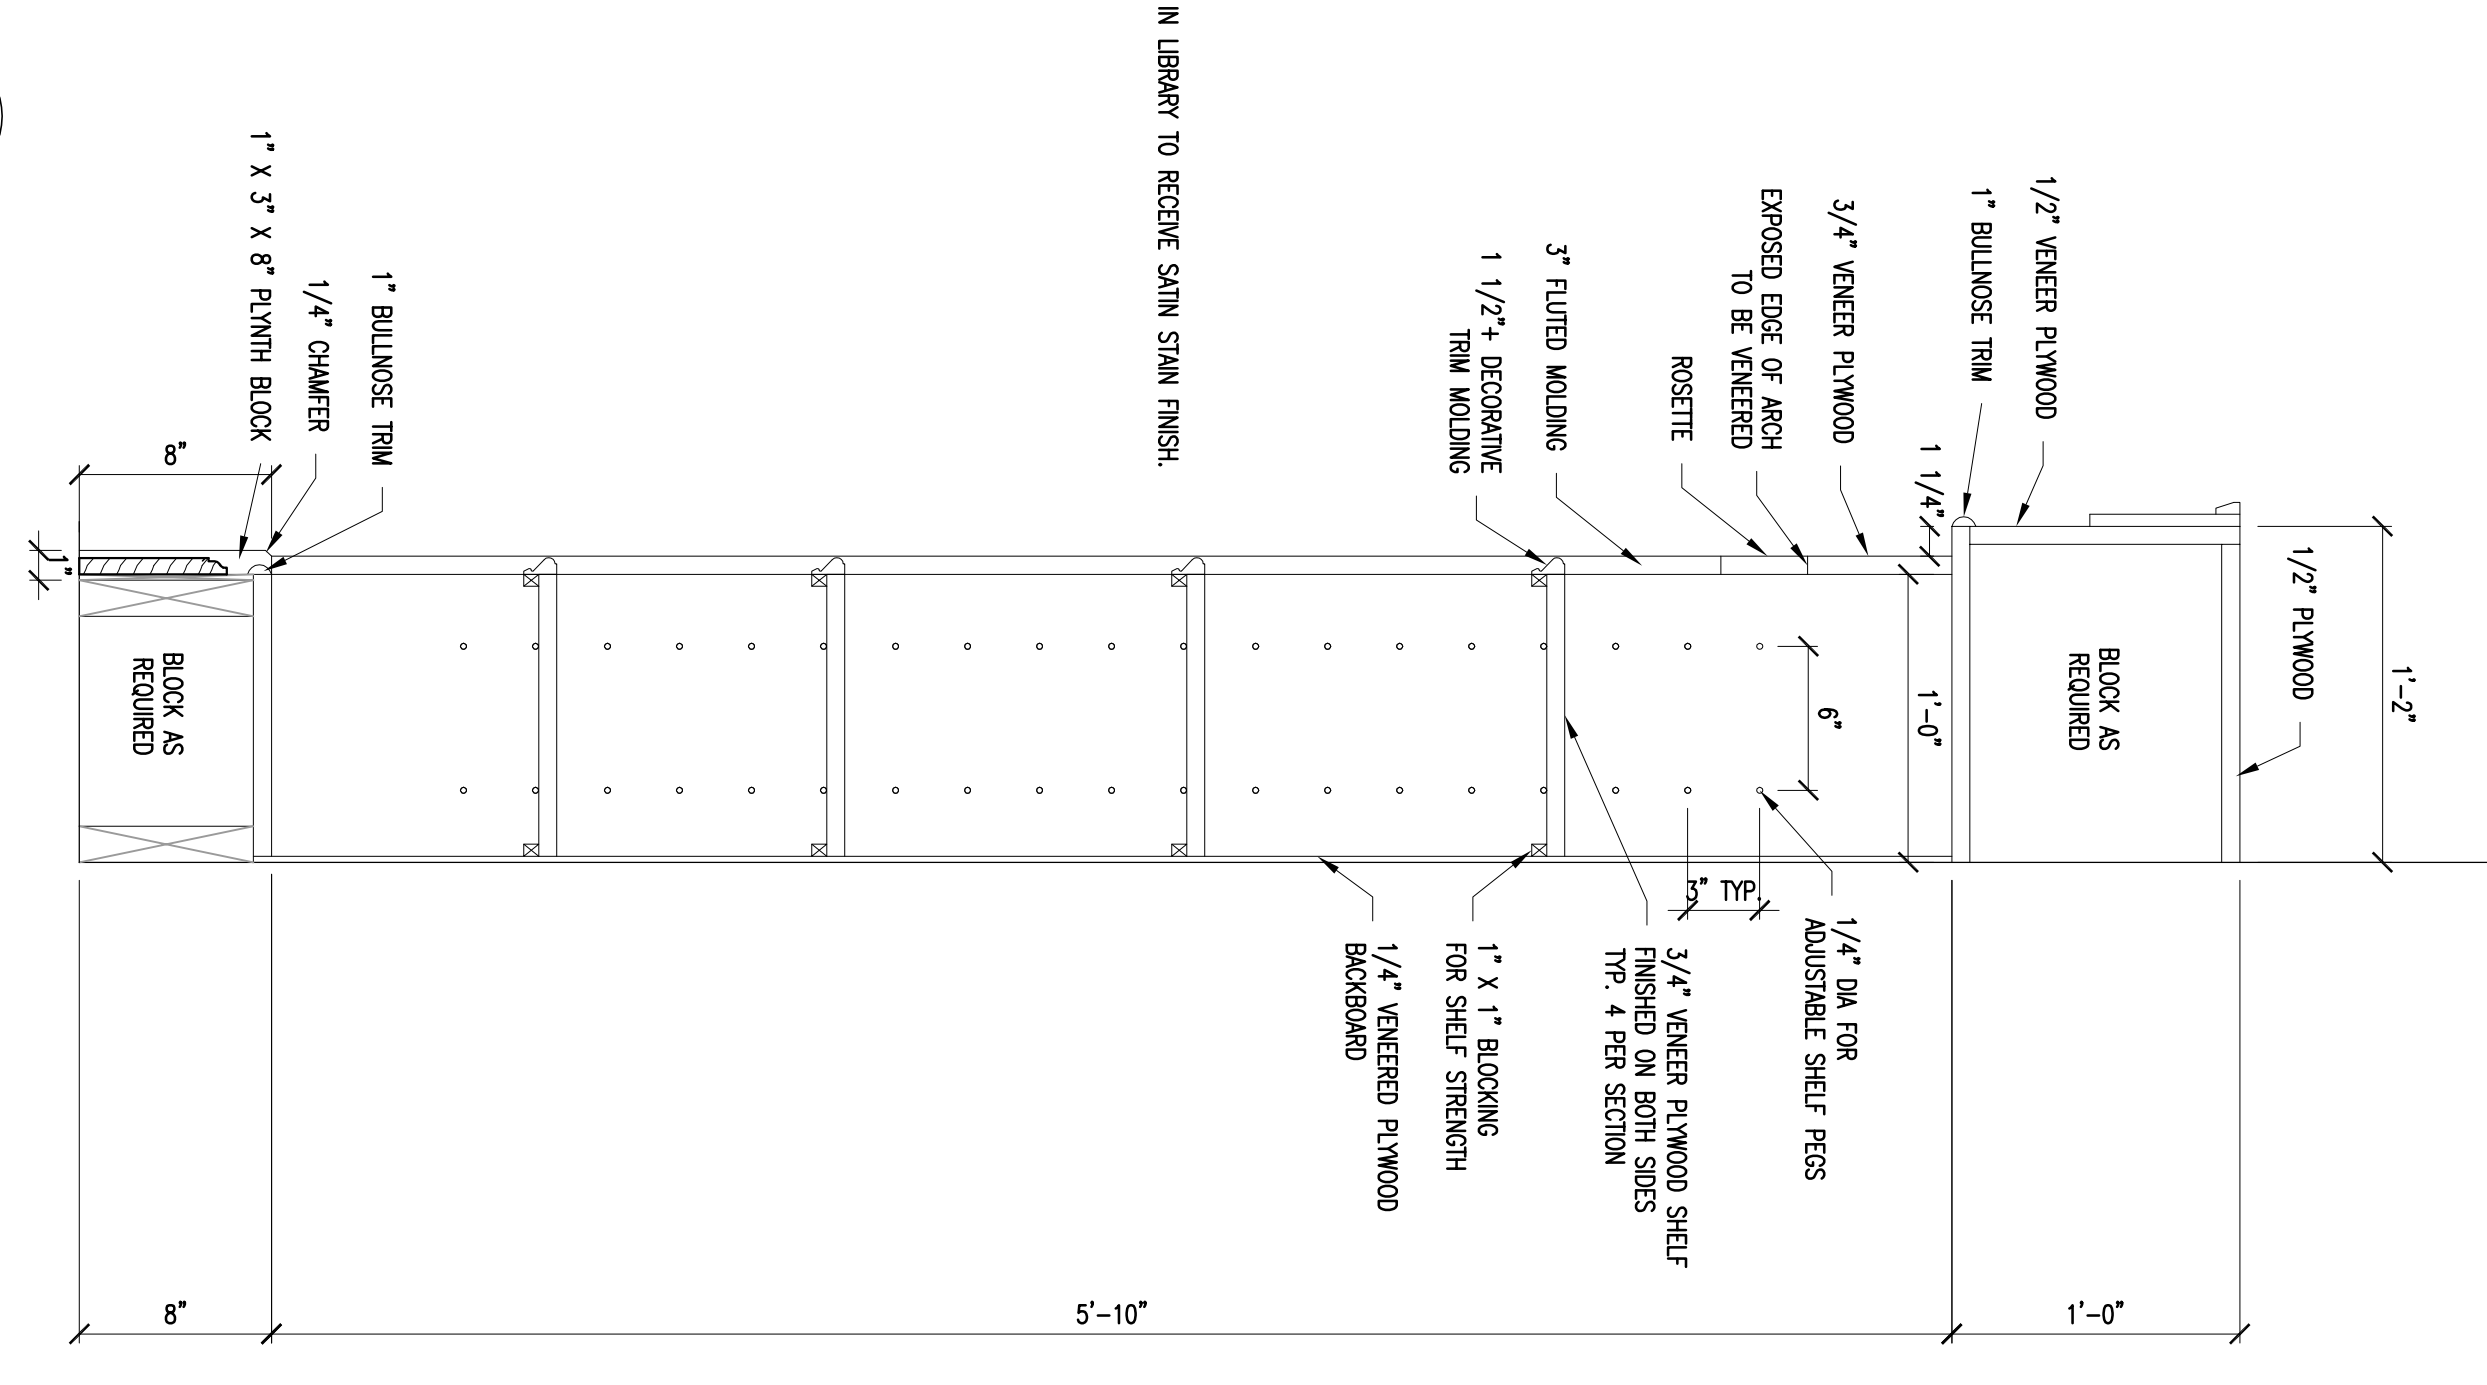 1'-2"
1/2" PLYWOOD
1/2" VENEER PLYWOOD
1" BULLNOSE TRIM
1 1/4"
3/4" VENEER PLYWOOD
EXPOSED EDGE OF ARCH
TO BE VENEERED
ROSETTE
3" FLUTED MOLDING
1 1/2"+ DECORATIVE
TRIM MOLDING
IN LIBRARY TO RECEIVE SATIN STAIN FINISH.
1" BULLNOSE TRIM
1/4" CHAMFER
1" X 3" X 8" PLYNTH BLOCK
8"
1"
BLOCK AS
REQUIRED
1'-0"
6"
BLOCK AS
REQUIRED
3" TYP.
1/4" DIA FOR
ADJUSTABLE SHELF PEGS
3/4" VENEER PLYWOOD SHELF
FINISHED ON BOTH SIDES
TYP. 4 PER SECTION
1" X 1" BLOCKING
FOR SHELF STRENGTH
1/4" VENEERED PLYWOOD
BACKBOARD
8"
5'-10"
1'-0"